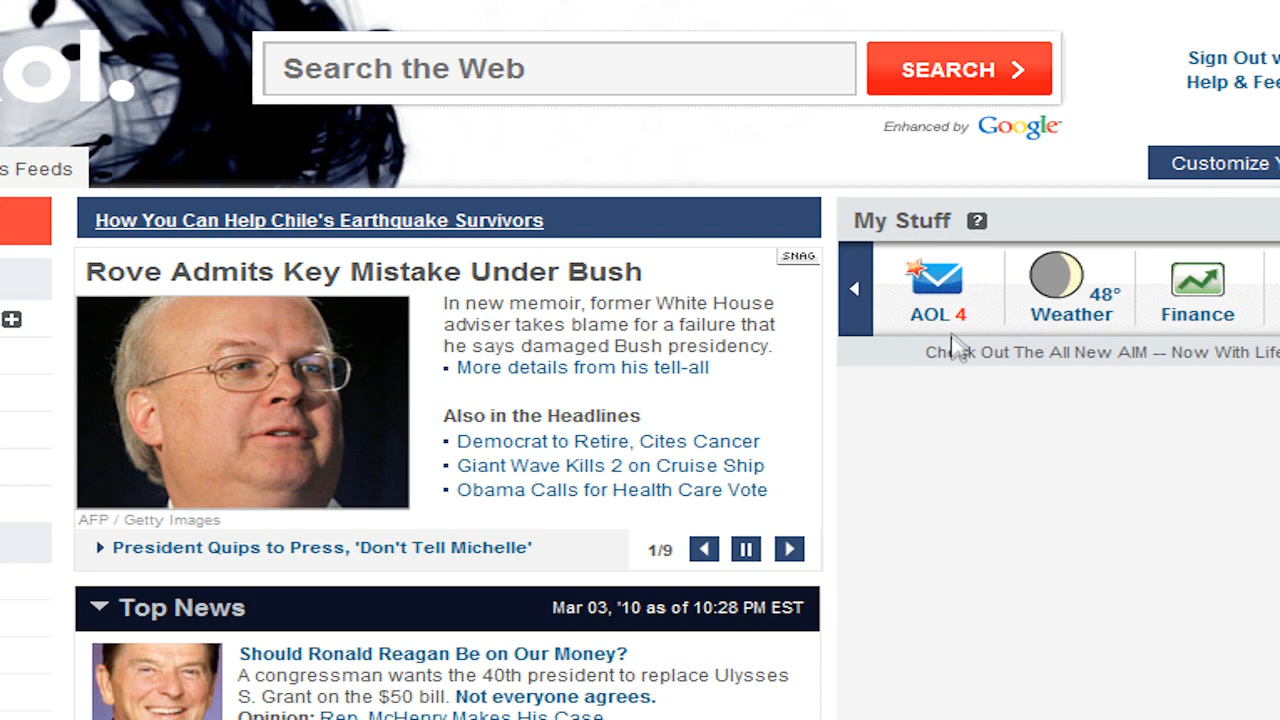 ol.
Search the Web
SEARCH
Enhanced by Google
Sign Out
Help & Fee
s Feeds
Customize Y
How You Can Help Chile's Earthquake Survivors
My Stuff ?
SNAG
Rove Admits Key Mistake Under Bush
In new memoir, former White House
adviser takes blame for a failure that
he says damaged Bush presidency.
More details from his tell-all
Also in the Headlines
Democrat to Retire, Cites Cancer
Giant Wave Kills 2 on Cruise Ship
Obama Calls for Health Care Vote
AFP / Getty Images
President Quips to Press, 'Don't Tell Michelle'
1/9
AOL 4
48°
Weather
Finance
Check Out The All New AIM -- Now With Life
Top News
Mar 03, '10 as of 10:28 PM EST
Should Ronald Reagan Be on Our Money?
A congressman wants the 40th president to replace Ulysses
S. Grant on the $50 bill. Not everyone agrees.
Opinion: Rep. McHenry Makes His Case